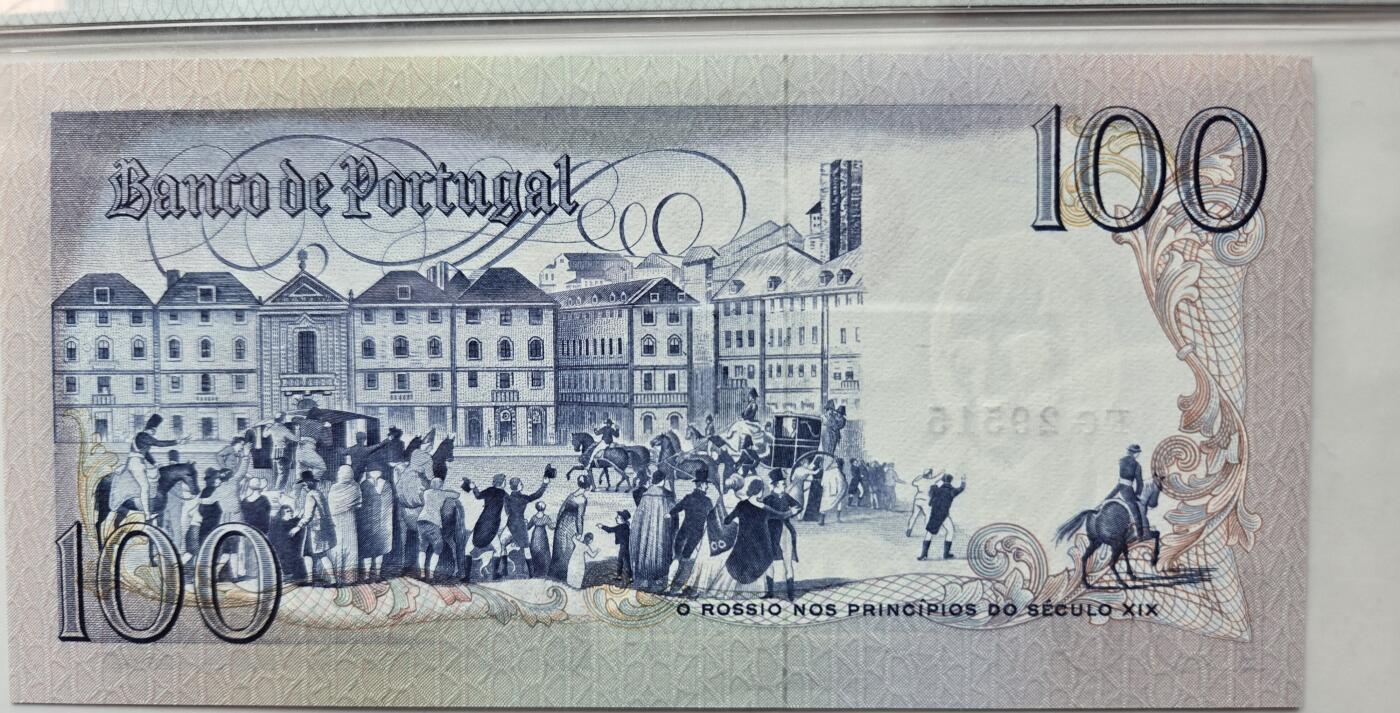 Banco de Portugal
100
100
O ROSSIO NOS PRINCÍPIOS DO SÉCULO XIX